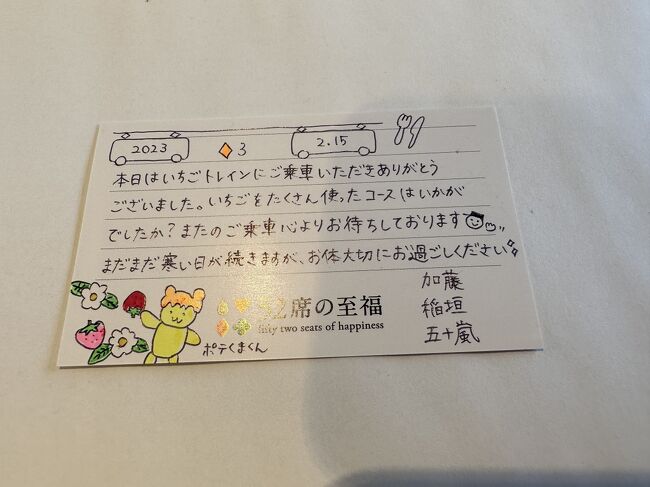 2023 ♦3 2.15
本日はいちごトレインにご乗車いただきありがとう
ございました。いちごをたくさん使ったコースはいかが
でしたか?またのご乗車心よりお待ちしております
まだまだ寒い日が続きますが、お体大切にお過ごしください
加藤
稲垣
五十嵐
52席の至福
fifty two seats of happiness
ポテくまくん